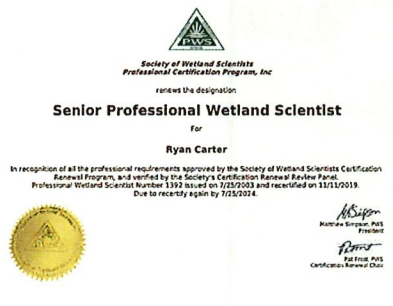 PWS
Society of Wetland Scientists
Professional Certification Program, Inc
renews the designation
Senior Professional Wetland Scientist
For
Ryan Carter
In recognition of all the professional requirements approved by the Society of Wetland Scientists Certification
Renewal Program, and verified by the Society's Certification Renewal Review Panel.
Professional Wetland Scientist Number 1392 issued on 7/25/2003 and recertified on 11/11/2019.
Due to recertify again by 7/25/2024.
Matthew Simpson, PWS
President
Pat Frost, PWS
Certification Renewal Chair